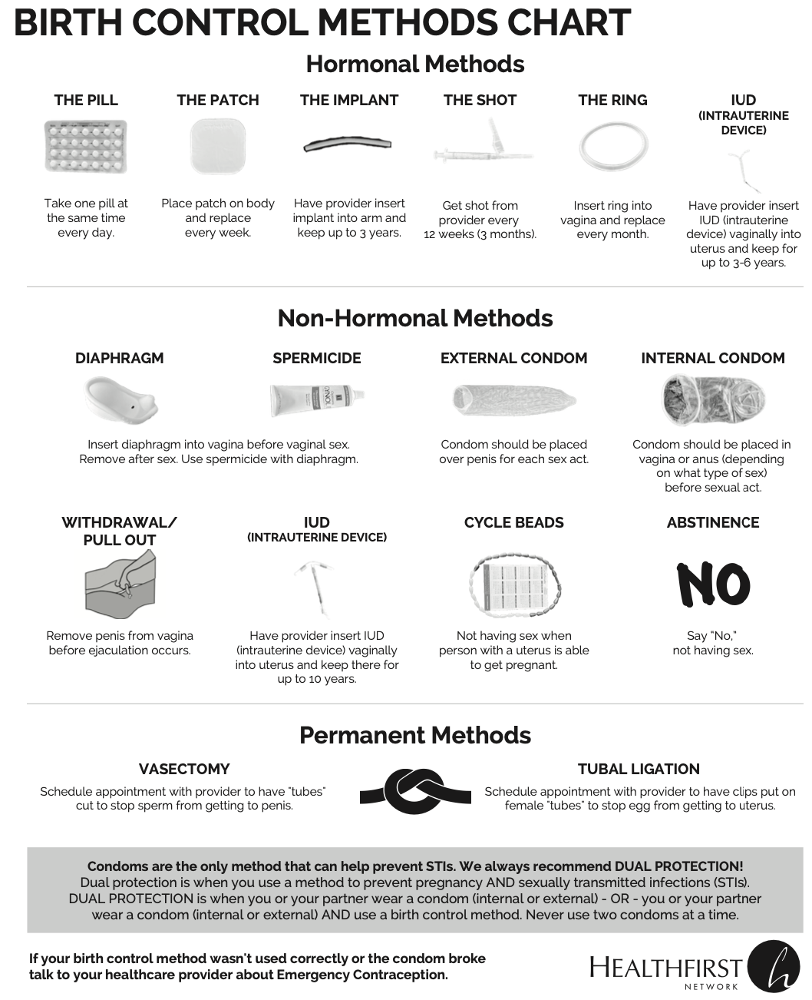 BIRTH CONTROL METHODS CHART
Hormonal Methods
THE PILL
Take one pill at
the same time
every day.
THE PATCH
Place patch on body
and replace
every week.
THE IMPLANT
Have provider insert
implant into arm and
keep up to 3 years.
THE SHOT
Get shot from
provider every
12 weeks (3 months).
THE RING
Insert ring into
vagina and replace
every month.
IUD
(INTRAUTERINE
DEVICE)
Have provider insert
IUD (intrauterine
device) vaginally into
uterus and keep for
up to 3-6 years.
Non-Hormonal Methods
DIAPHRAGM
SPERMICIDE
Insert diaphragm into vagina before vaginal sex.
Remove after sex. Use spermicide with diaphragm.
EXTERNAL CONDOM
Condom should be placed
over penis for each sex act.
INTERNAL CONDOM
Condom should be placed in
vagina or anus (depending
on what type of sex)
before sexual act.
WITHDRAWAL/
PULL OUT
Remove penis from vagina
before ejaculation occurs.
IUD
(INTRAUTERINE DEVICE)
Have provider insert IUD
(intrauterine device) vaginally
into uterus and keep there for
up to 10 years.
CYCLE BEADS
Not having sex when
person with a uterus is able
to get pregnant.
ABSTINENCE
NO
Say “No,”
not having sex.
Permanent Methods
VASECTOMY
Schedule appointment with provider to have "tubes"
cut to stop sperm from getting to penis.
TUBAL LIGATION
Schedule appointment with provider to have clips put on
female "tubes" to stop egg from getting to uterus.
Condoms are the only method that can help prevent STIs. We always recommend DUAL PROTECTION!
Dual protection is when you use a method to prevent pregnancy AND sexually transmitted infections (STIs).
DUAL PROTECTION is when you or your partner wear a condom (internal or external) - OR - you or your partner
wear a condom (internal or external) AND use a birth control method. Never use two condoms at a time.
If your birth control method wasn't used correctly or the condom broke
talk to your healthcare provider about Emergency Contraception.
HEALTHFIRST
NETWORK
h